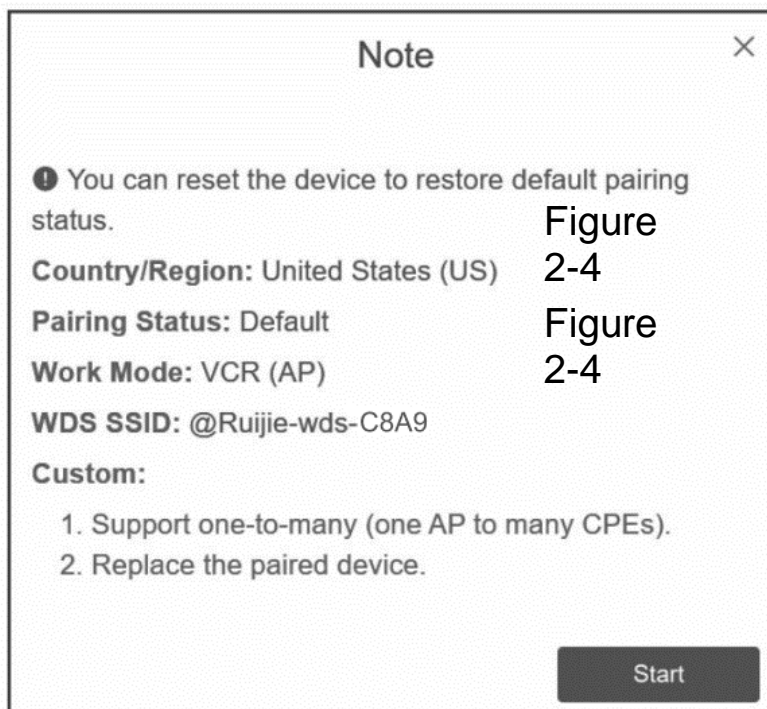 Note
❶ You can reset the device to restore default pairing
status.
Figure
2-4
Country/Region: United States (US)
Pairing Status: Default
Figure
2-4
Work Mode: VCR (AP)
WDS SSID: @Ruijie-wds-C8A9
Custom:
1. Support one-to-many (one AP to many CPEs).
2. Replace the paired device.
Start